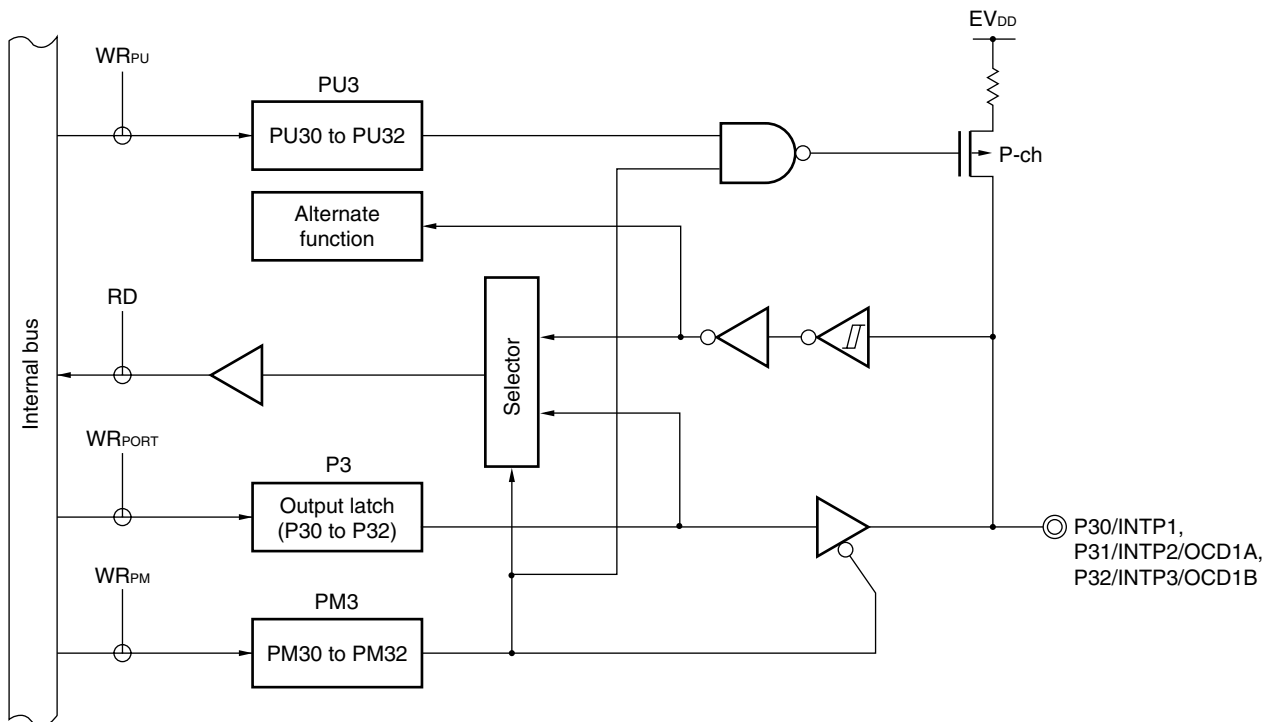 EVDD
WRPU
PU3
PU30 to PU32
P-ch
Alternate
function
RD
Internal bus
Selector
WRPORT
P3
Output latch
(P30 to P32)
P30/INTP1,
P31/INTP2/OCD1A,
P32/INTP3/OCD1B
WRPM
PM3
PM30 to PM32